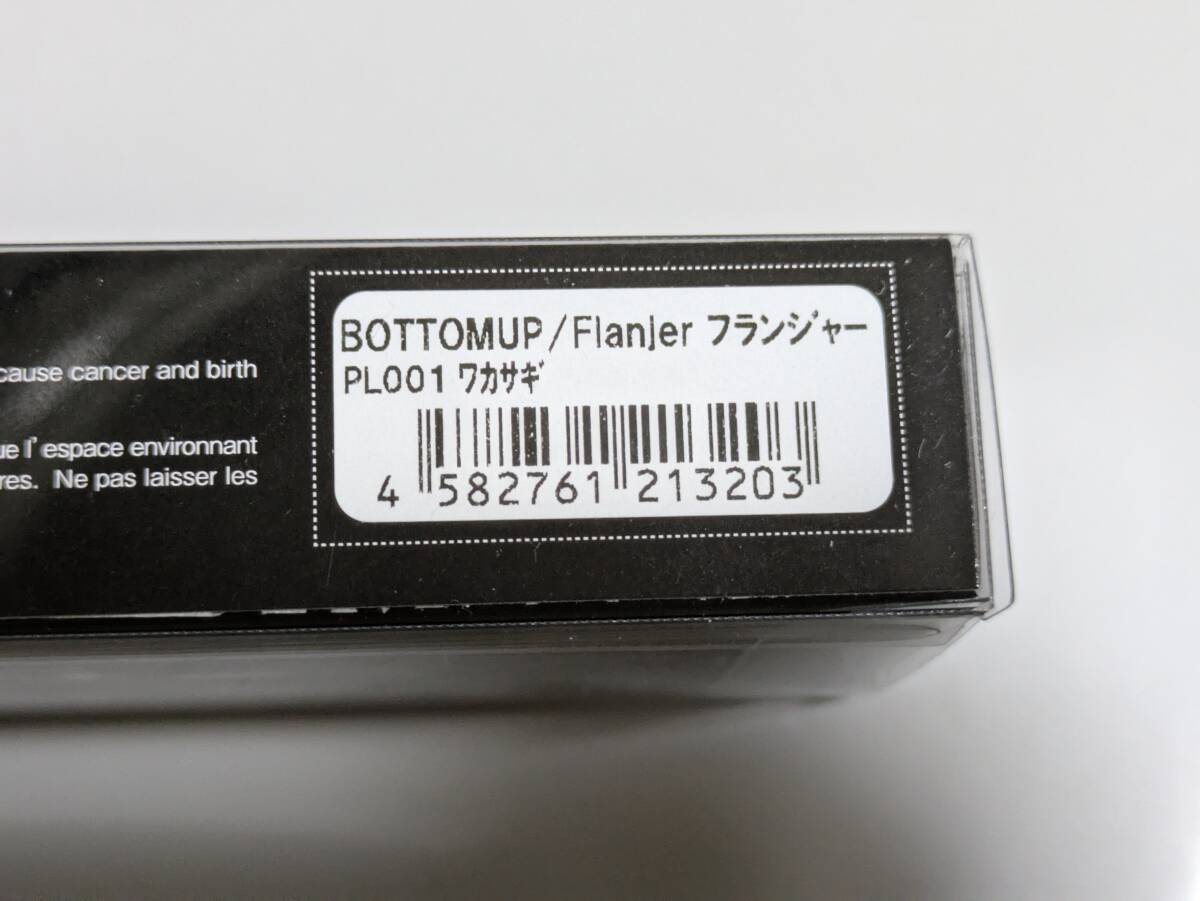 cause cancer and birth
ue l' espace environnant
res. Ne pas laisser les
BOTTOMUP/Flanjer フランジャー
PL001 ワカサギ
4 582761 213203